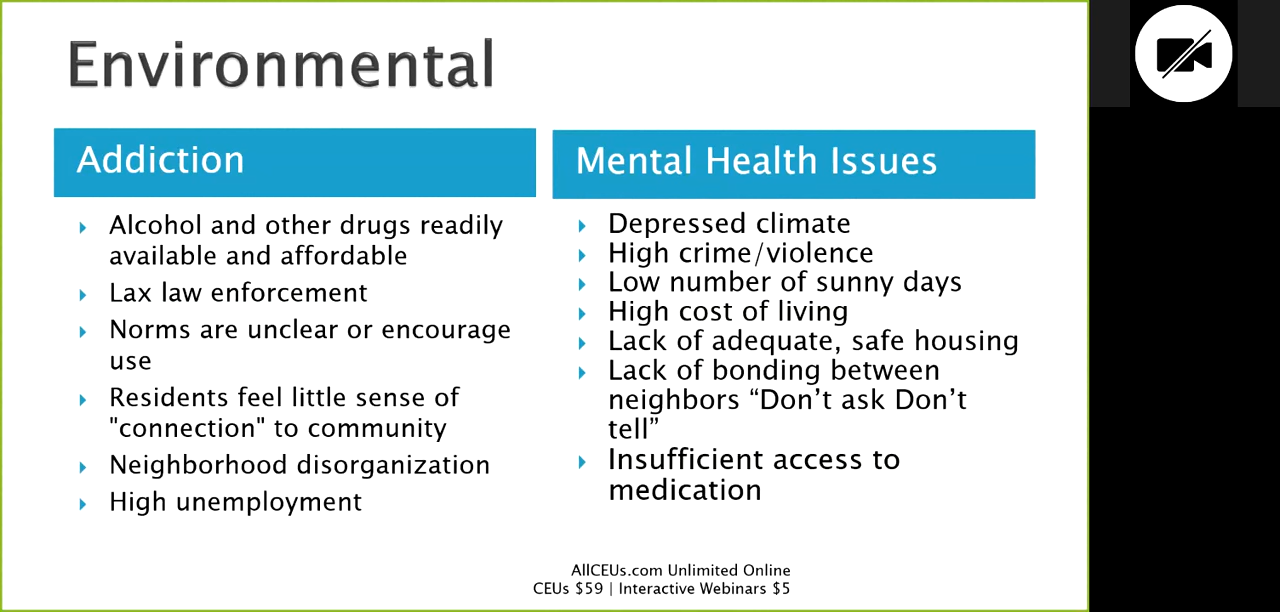 Environmental
Addiction
Alcohol and other drugs readily
available and affordable
Lax law enforcement
Norms are unclear or encourage
use
Residents feel little sense of
"connection" to community
Neighborhood disorganization
High unemployment
Mental Health Issues
Depressed climate
High crime/violence
Low number of sunny days
High cost of living
Lack of adequate, safe housing
Lack of bonding between
neighbors “Don’t ask Don’t
tell”
Insufficient access to
medication
AllCEUs.com Unlimited Online
CEUs $59 | Interactive Webinars $5